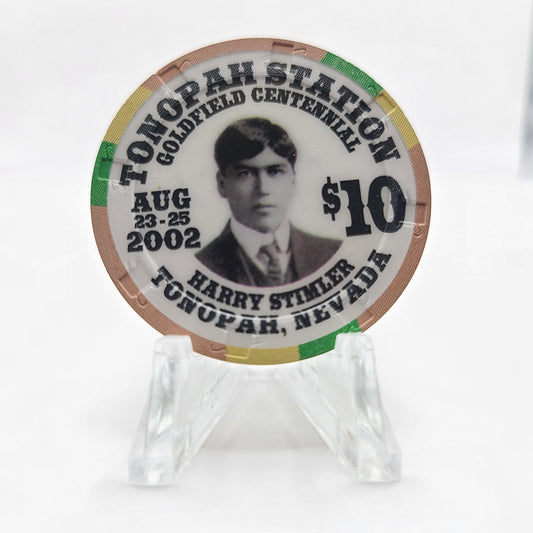 TONOPAH STATION
GOLDFIELD CENTENNIAL
AUG
23-25
2002
$10
HARRY STIMLER
TONOPAH, NEVADA